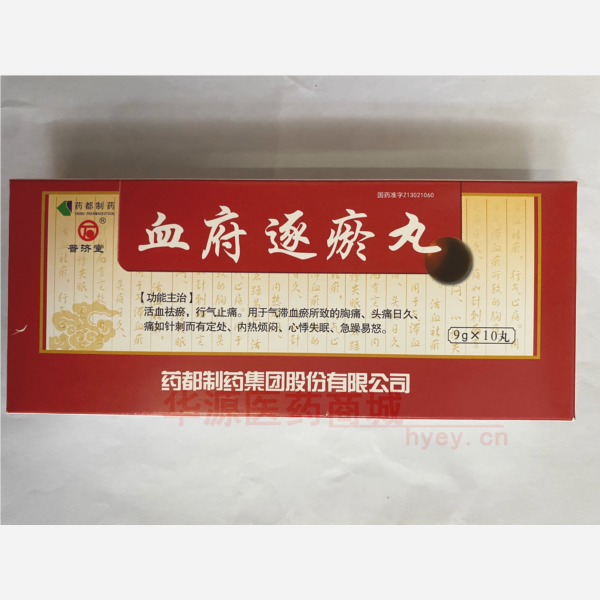 药都制药
国药准字Z13021060
®
普济堂
血府逐瘀丸
【功能主治】
活血祛瘀，行气止痛。用于气滞血瘀所致的胸痛、头痛日久、
痛如针刺而有定处、内热烦闷、心悸失眠、急躁易怒。
9g×10丸
药都制药集团股份有限公司
华源医药商城
hyey.cn